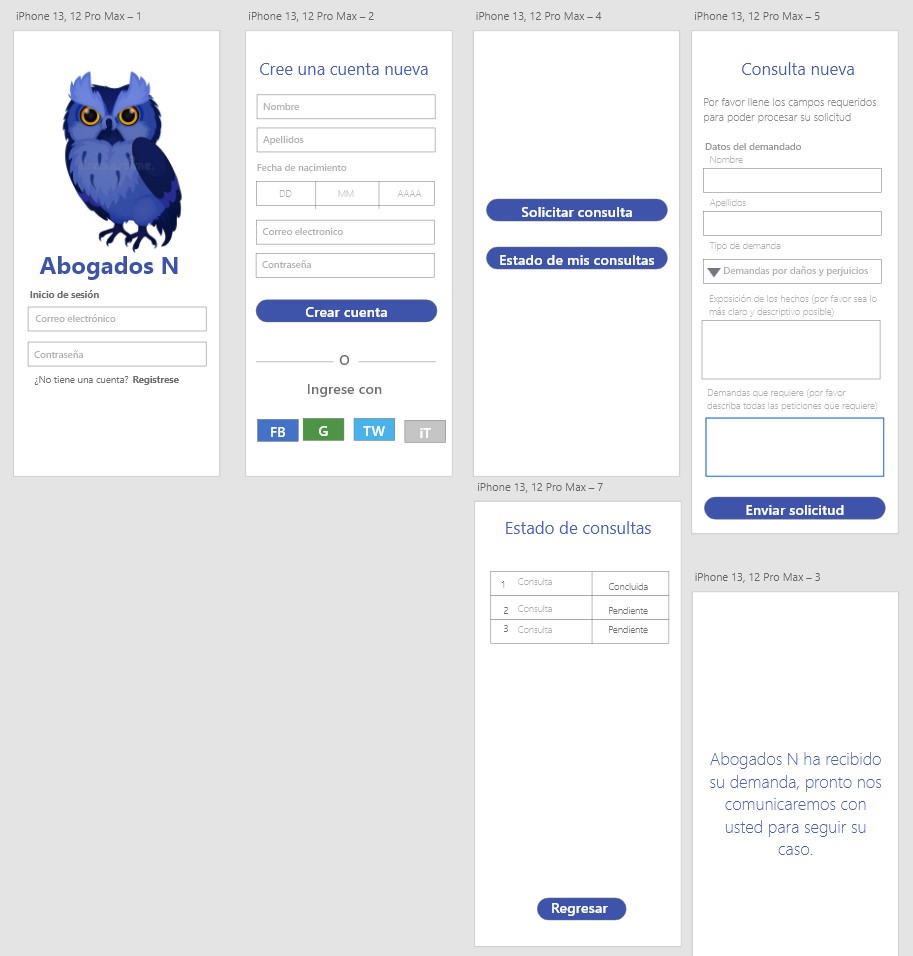 iPhone 13, 12 Pro Max – 1
Abogados N
Inicio de sesión
Correo electrónico
Contraseña
¿No tiene una cuenta? Registrese
iPhone 13, 12 Pro Max – 2
Cree una cuenta nueva
Nombre
Apellidos
Fecha de nacimiento
DD MM AAAA
Correo electronico
Contraseña
Crear cuenta
O
Ingrese con
FB G TW iT
iPhone 13, 12 Pro Max – 4
Solicitar consulta
Estado de mis consultas
iPhone 13, 12 Pro Max – 5
Consulta nueva
Por favor llene los campos requeridos
para poder procesar su solicitud
Datos del demandado
Nombre
Apellidos
Tipo de demanda
Demandas por daños y perjuicios
Exposición de los hechos (por favor sea lo
más claro y descriptivo posible)
Demandas que requiere (por favor
describa todas las peticiones que requiere)
Enviar solicitud
iPhone 13, 12 Pro Max – 7
Estado de consultas
1 Consulta Concluida
2 Consulta Pendiente
3 Consulta Pendiente
Regresar
iPhone 13, 12 Pro Max – 3
Abogados N ha recibido
su demanda, pronto nos
comunicaremos con
usted para seguir su
caso.